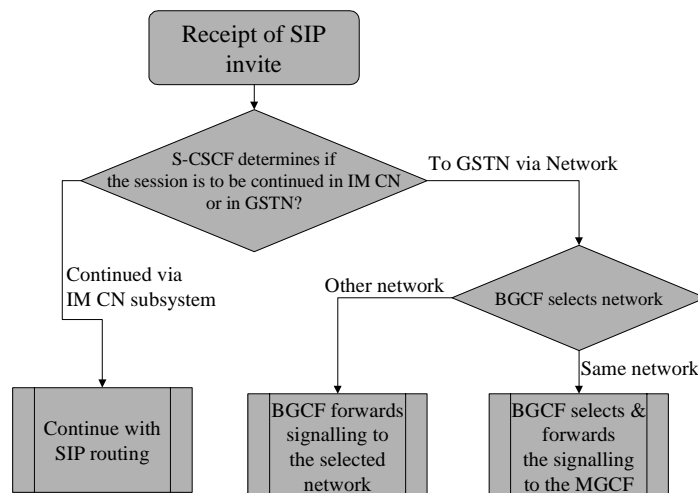 Receipt of SIP
invite
S-CSCF determines if
the session is to be continued in IM CN
or in GSTN?
To GSTN via Network
Continued via
IM CN subsystem
Other network
BGCF selects network
Same network
Continue with
SIP routing
BGCF forwards
signalling to
the selected
network
BGCF selects &
forwards
the signalling
to the MGCF